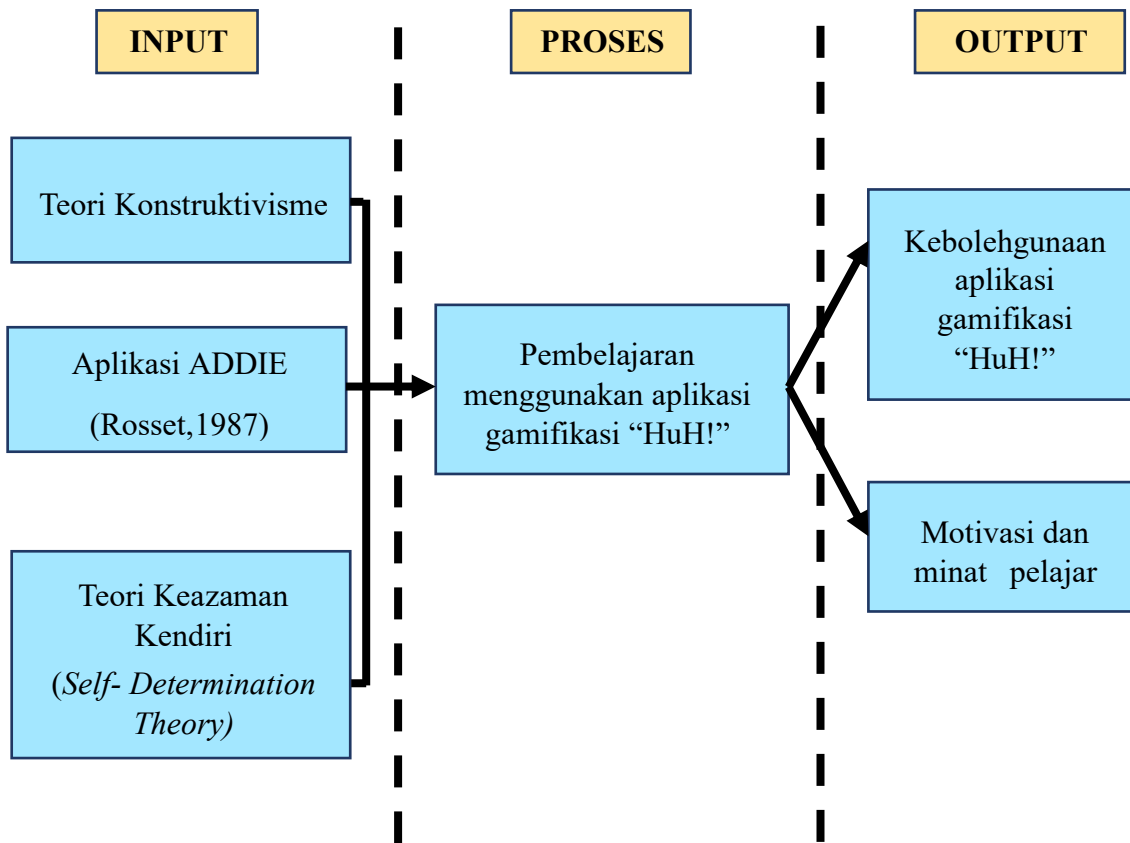 INPUT
PROSES
OUTPUT
Teori Konstruktivisme
Aplikasi ADDIE
(Rosset,1987)
Teori Keazaman
Kendiri
(Self- Determination
Theory)
Pembelajaran
menggunakan aplikasi
gamifikasi “HuH!”
Kebolehgunaan
aplikasi
gamifikasi
“HuH!”
Motivasi dan
minat pelajar